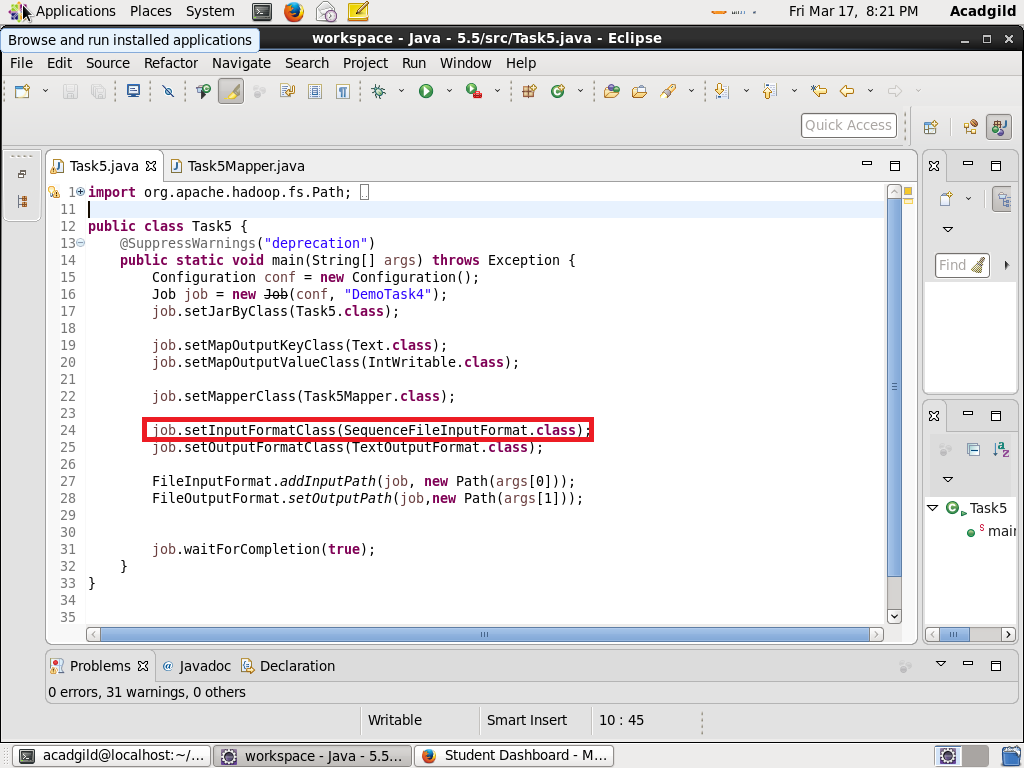 Applications Places System Fri Mar 17, 8:21 PM Acadgild
Browse and run installed applications
workspace - Java - 5.5/src/Task5.java - Eclipse
File Edit Source Refactor Navigate Search Project Run Window Help
Quick Access
Task5.java Task5Mapper.java
1 import org.apache.hadoop.fs.Path;
11
12 public class Task5 {
13 @SuppressWarnings("deprecation")
14 public static void main(String[] args) throws Exception {
15 Configuration conf = new Configuration();
16 Job job = new Job(conf, "DemoTask4");
17 job.setJarByClass(Task5.class);
18
19 job.setMapOutputKeyClass(Text.class);
20 job.setMapOutputValueClass(IntWritable.class);
21
22 job.setMapperClass(Task5Mapper.class);
23
24 job.setInputFormatClass(SequenceFileInputFormat.class);
25 job.setOutputFormatClass(TextOutputFormat.class);
26
27 FileInputFormat.addInputPath(job, new Path(args[0]));
28 FileOutputFormat.setOutputPath(job,new Path(args[1]));
29
30
31 job.waitForCompletion(true);
32 }
33 }
34
35
Find
Task5
S mair
Problems @ Javadoc Declaration
0 errors, 31 warnings, 0 others
Writable Smart Insert 10 : 45
acadgild@localhost:~/... workspace - Java - 5.5... Student Dashboard - M...